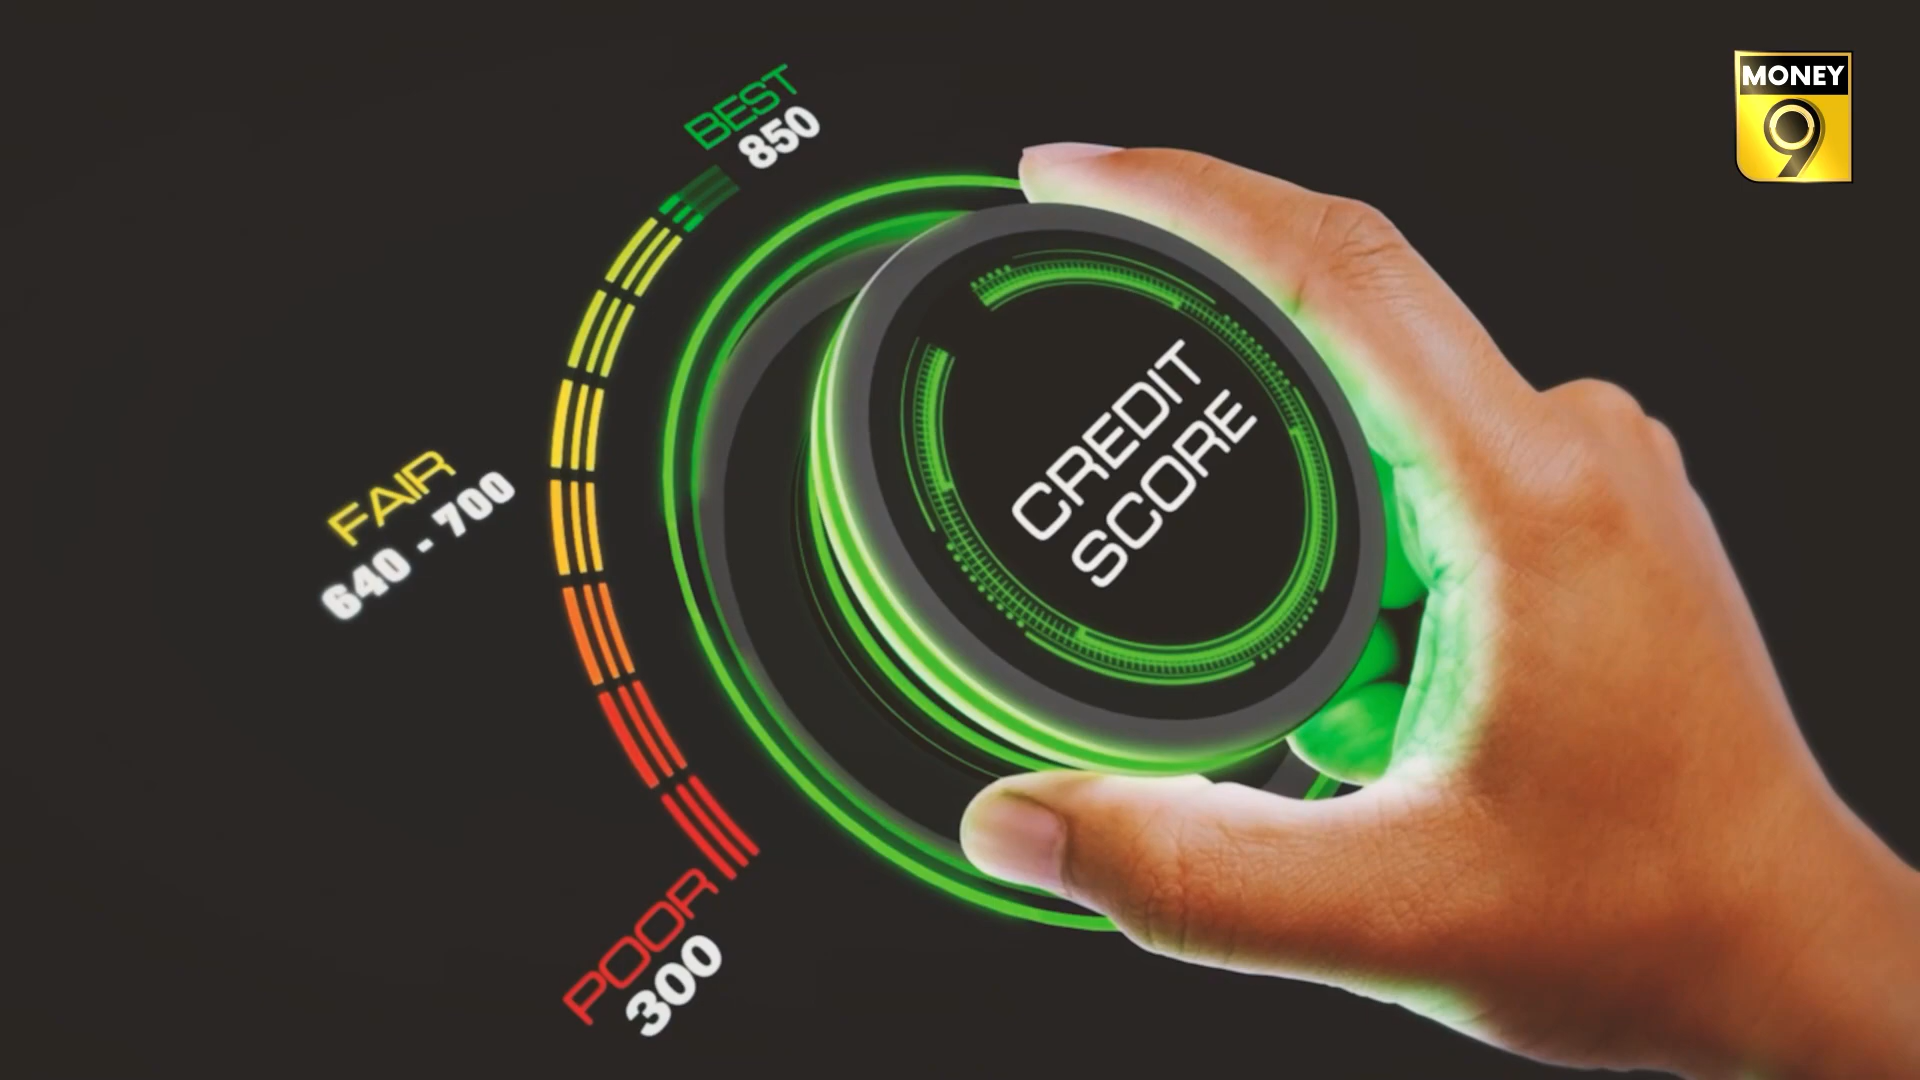 BEST
850
FAIR
640 - 700
POOR
300
CREDIT
SCORE
MONEY
9